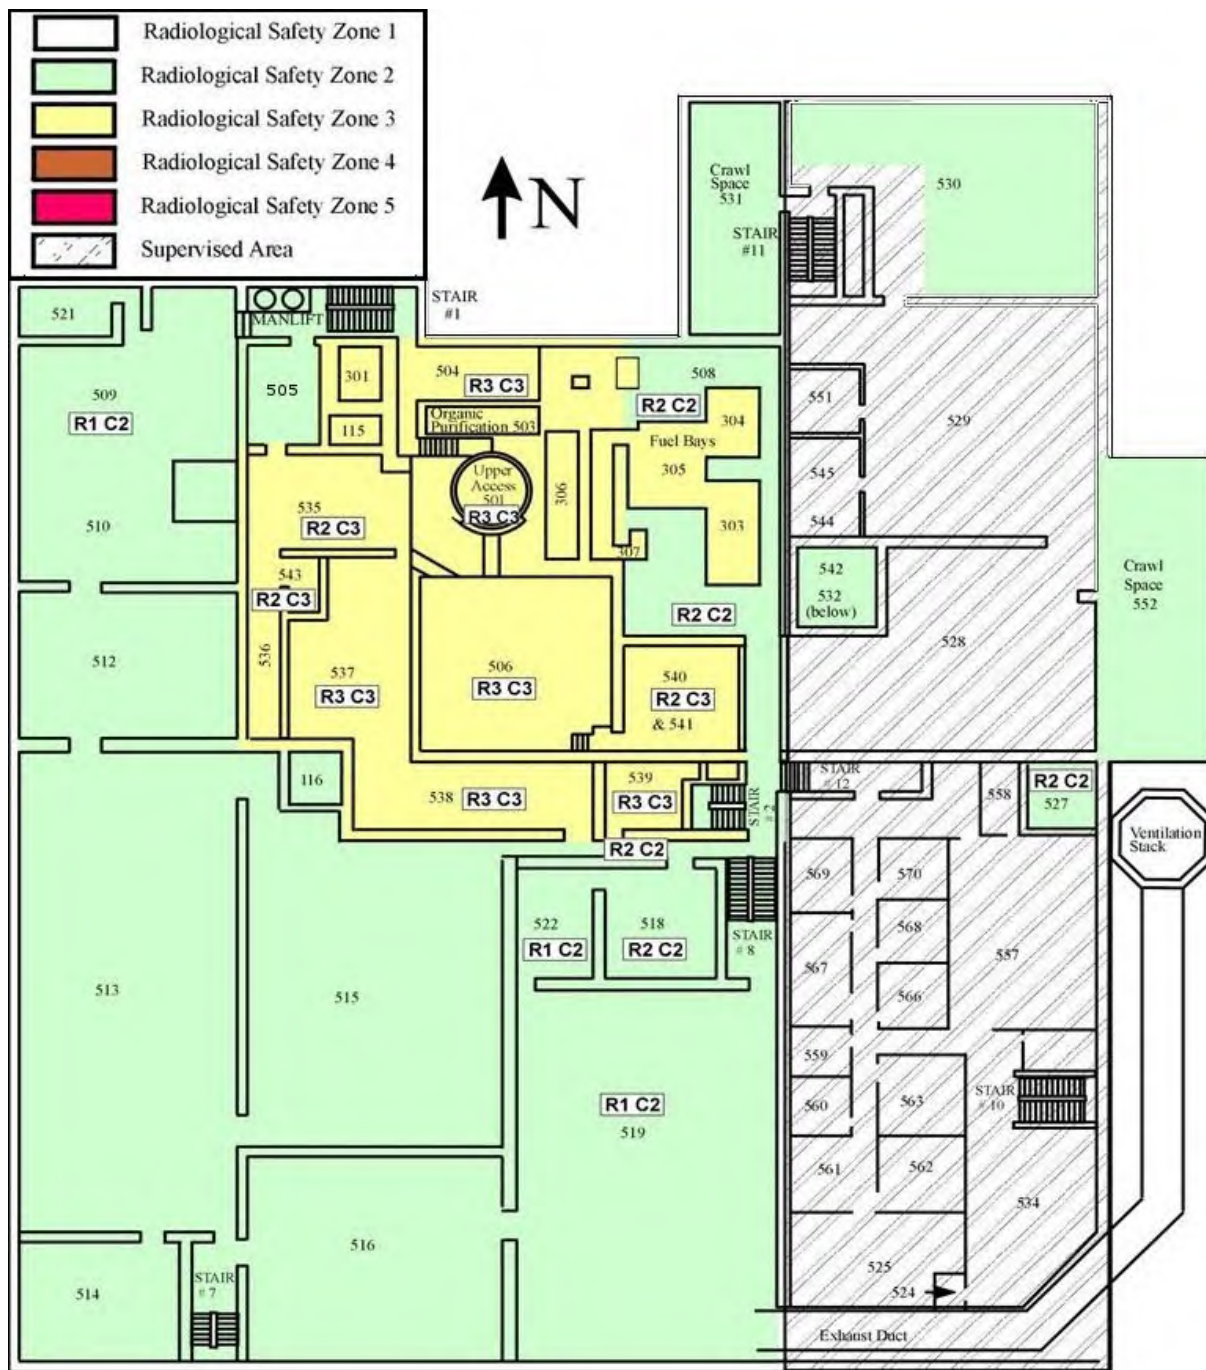 Radiological Safety Zone 1
Radiological Safety Zone 2
Radiological Safety Zone 3
Radiological Safety Zone 4
Radiological Safety Zone 5
Supervised Area
N
Crawl
Space
531
530
STAIR
#11
521
MANLIFT
STAIR
#1
509
R1 C2
505
301
504
R3 C3
508
R2 C2
551
529
115
Organic
Purification 503
304
Fuel Bays
305
545
510
535
R2 C3
Upper
Access
501
R3 C3
306
303
544
307
543
R2 C3
542
532
(below)
Crawl
Space
552
R2 C2
512
536
537
R3 C3
506
R3 C3
540
R2 C3
& 541
528
116
538
R3 C3
539
R3 C3
STAIR
# 2
STAIR
# 12
558
R2 C2
527
Ventilation
Stack
R2 C2
569
570
522
R1 C2
518
R2 C2
STAIR
# 8
568
567
557
566
513
515
559
R1 C2
519
560
563
STAIR
# 10
561
562
534
516
514
STAIR
# 7
525
524
Exhaust Duct